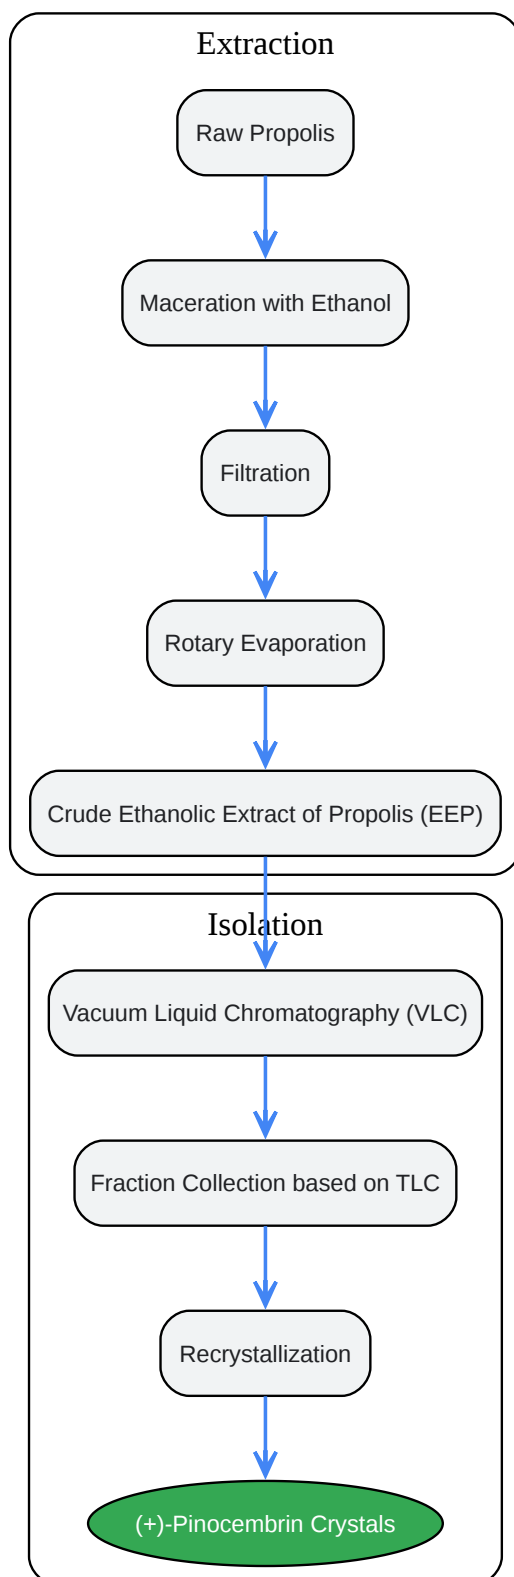 Extraction
Raw Propolis
Maceration with Ethanol
Filtration
Rotary Evaporation
Crude Ethanolic Extract of Propolis (EEP)
Isolation
Vacuum Liquid Chromatography (VLC)
Fraction Collection based on TLC
Recrystallization
(+)-Pinocembrin Crystals